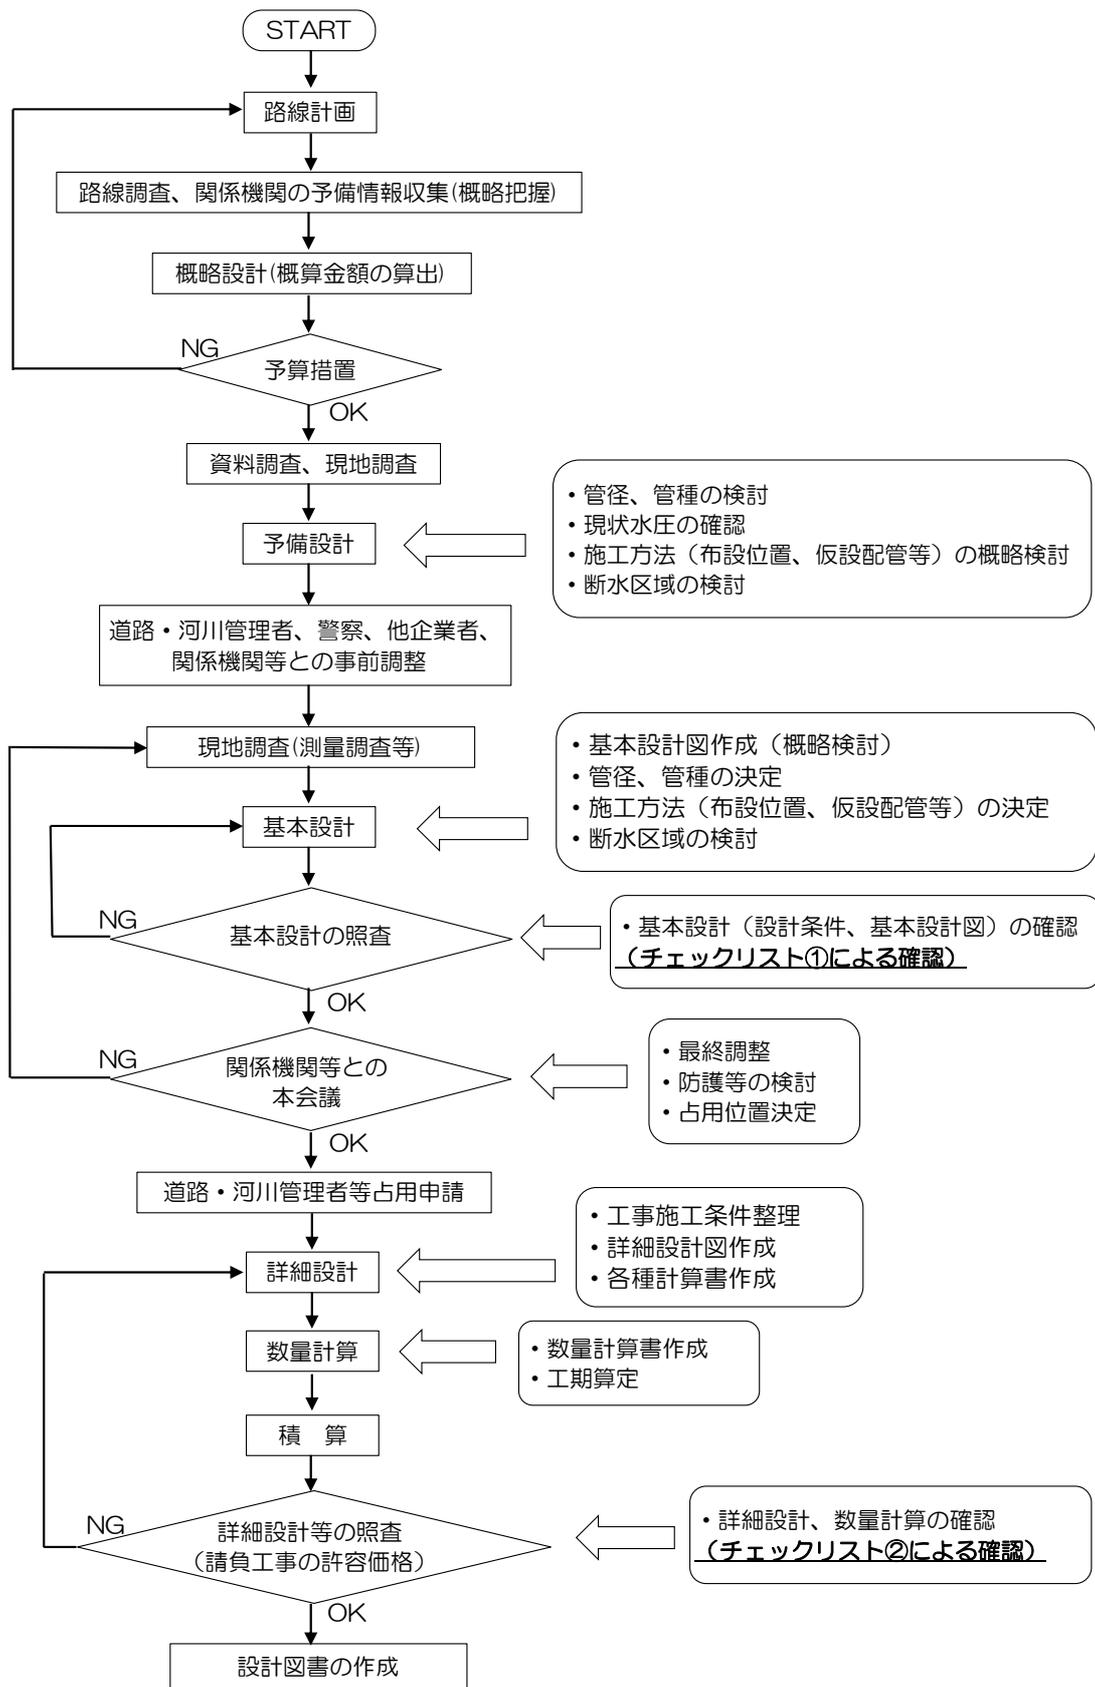 START
路線計画
路線調査、関係機関の予備情報収集(概略把握)
概略設計(概算金額の算出)
NG
予算措置
OK
資料調査、現地調査
・管径、管種の検討
・現状水圧の確認
・施工方法（布設位置、仮設配管等）の概略検討
・断水区域の検討
予備設計
道路・河川管理者、警察、他企業者、
関係機関等との事前調整
現地調査(測量調査等)
・基本設計図作成（概略検討）
・管径、管種の決定
・施工方法（布設位置、仮設配管等）の決定
・断水区域の検討
基本設計
NG
基本設計の照査
・基本設計（設計条件、基本設計図）の確認
（チェックリスト①による確認）
OK
NG
関係機関等との
本会議
・最終調整
・防護等の検討
・占用位置決定
OK
道路・河川管理者等占用申請
・工事施工条件整理
・詳細設計図作成
・各種計算書作成
詳細設計
数量計算
・数量計算書作成
・工期算定
積　算
NG
詳細設計等の照査
（請負工事の許容価格）
・詳細設計、数量計算の確認
（チェックリスト②による確認）
OK
設計図書の作成